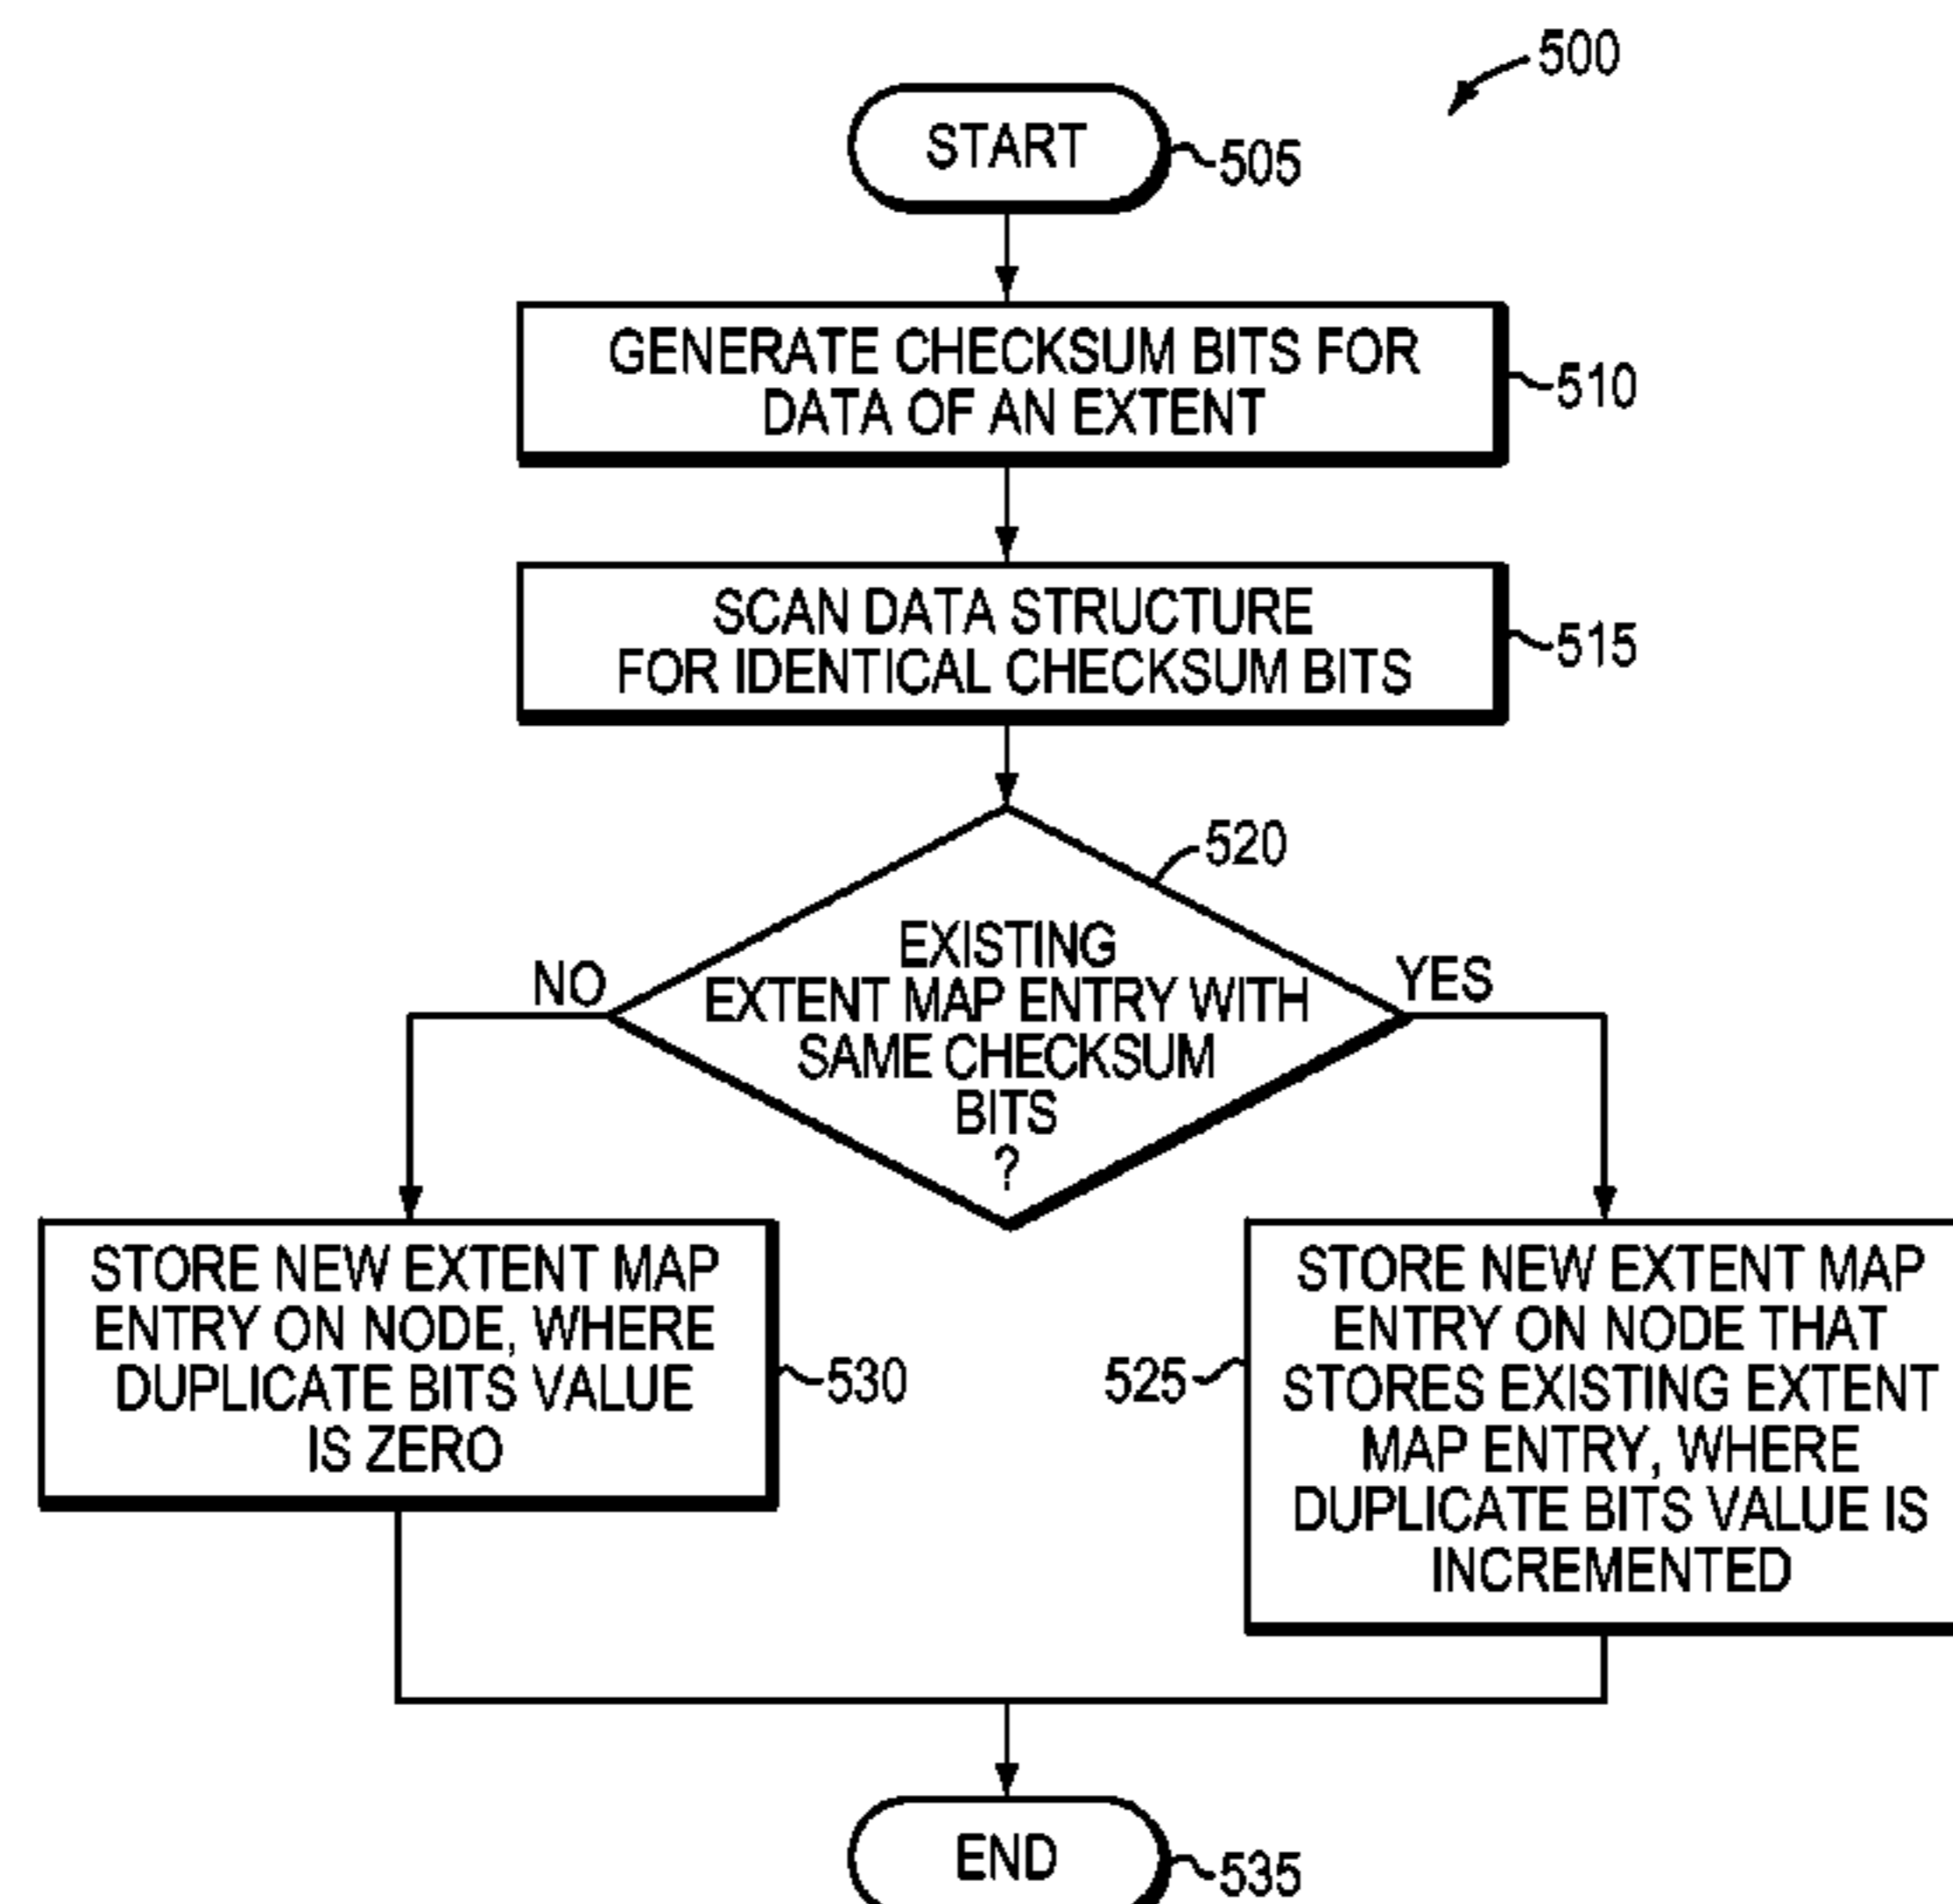 500
START
505
GENERATE CHECKSUM BITS FOR
DATA OF AN EXTENT
510
SCAN DATA STRUCTURE
FOR IDENTICAL CHECKSUM BITS
515
520
EXISTING
EXTENT MAP ENTRY WITH
SAME CHECKSUM
BITS
?
NO
YES
STORE NEW EXTENT MAP
ENTRY ON NODE, WHERE
DUPLICATE BITS VALUE
IS ZERO
530
525
STORE NEW EXTENT MAP
ENTRY ON NODE THAT
STORES EXISTING EXTENT
MAP ENTRY, WHERE
DUPLICATE BITS VALUE IS
INCREMENTED
END
535